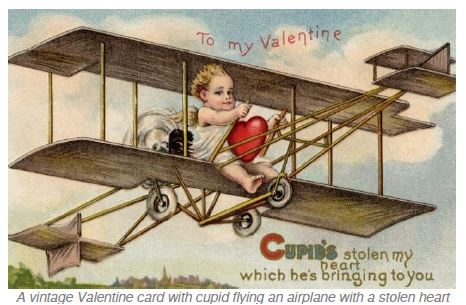 To my Valentine
CUPID'S stolen my
heart
which he's bringing to you
A vintage Valentine card with cupid flying an airplane with a stolen heart